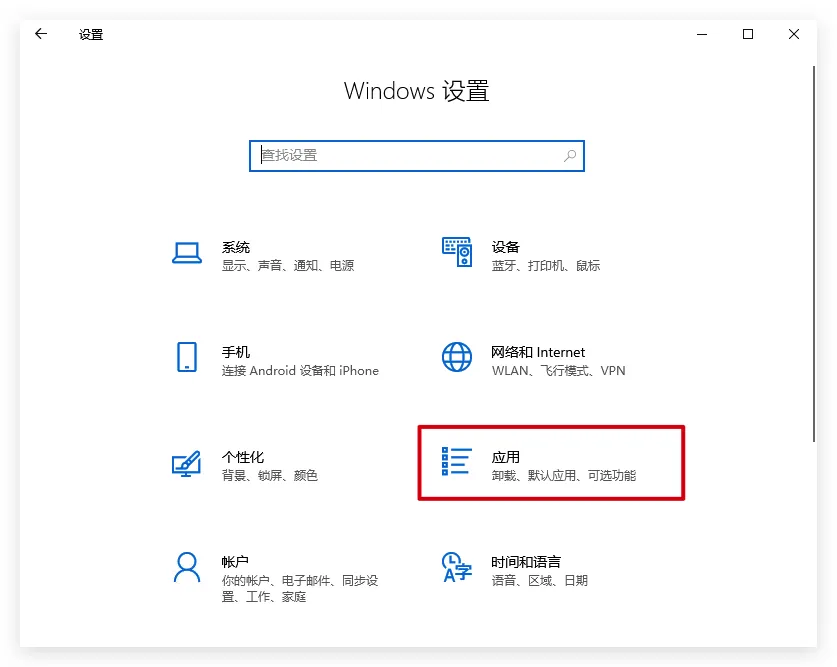 设置
Windows 设置
查找设置
系统
显示、声音、通知、电源
设备
蓝牙、打印机、鼠标
手机
连接 Android 设备和 iPhone
网络和 Internet
WLAN、飞行模式、VPN
个性化
背景、锁屏、颜色
应用
卸载、默认应用、可选功能
帐户
你的帐户、电子邮件、同步设
置、工作、家庭
时间和语言
语音、区域、日期